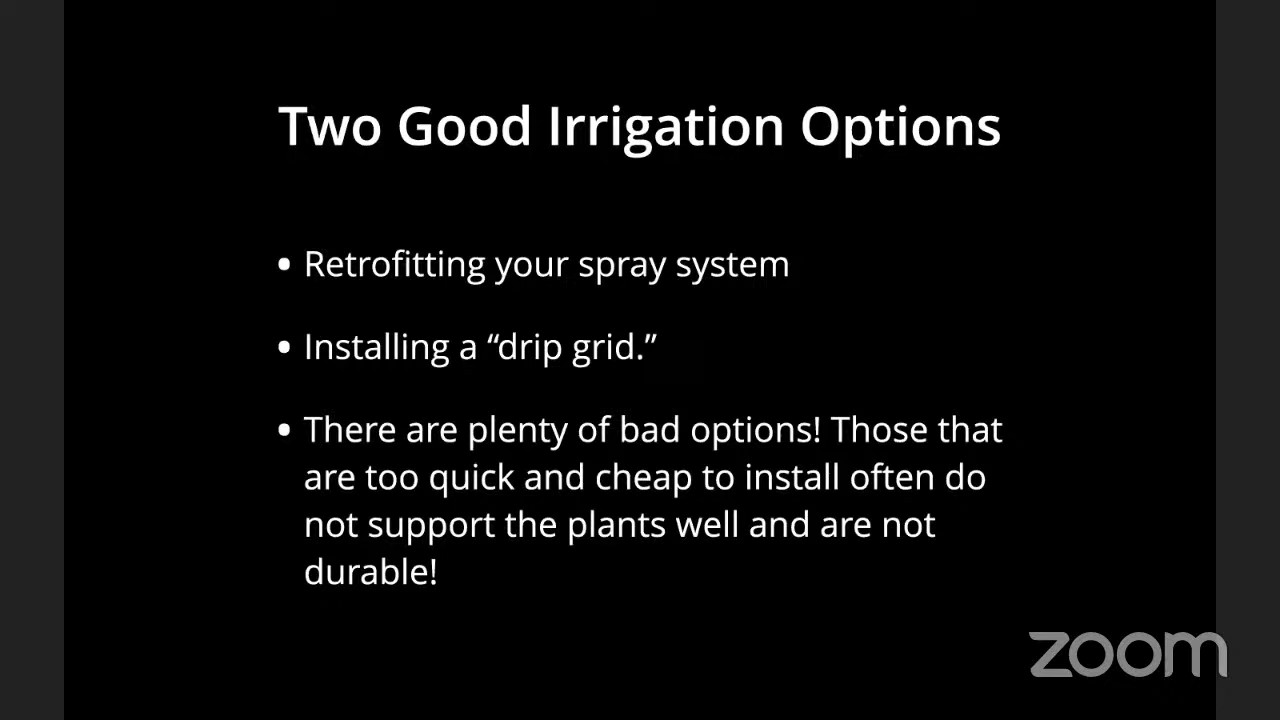 Two Good Irrigation Options
• Retrofitting your spray system
• Installing a “drip grid.”
• There are plenty of bad options! Those that
are too quick and cheap to install often do
not support the plants well and are not
durable!
zoom